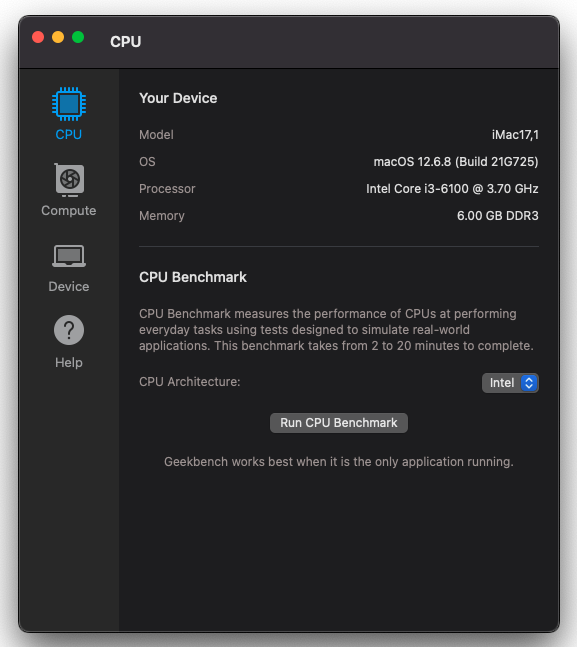 CPU
CPU
Compute
Device
Help
Your Device
Model iMac17,1
OS macOS 12.6.8 (Build 21G725)
Processor Intel Core i3-6100 @ 3.70 GHz
Memory 6.00 GB DDR3
CPU Benchmark
CPU Benchmark measures the performance of CPUs at performing
everyday tasks using tests designed to simulate real-world
applications. This benchmark takes from 2 to 20 minutes to complete.
CPU Architecture: Intel
Run CPU Benchmark
Geekbench works best when it is the only application running.